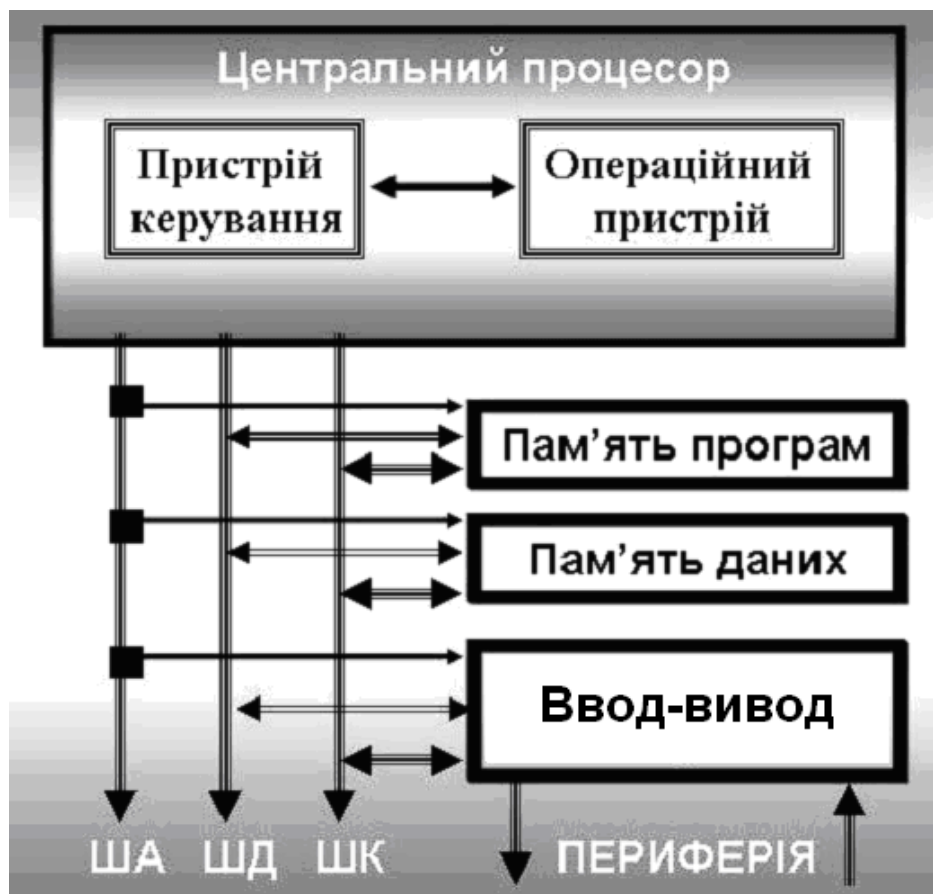 Центральний процесор
Пристрій
керування
Операційний
пристрій
Пам’ять програм
Пам’ять даних
Ввод-вивод
ША ШД ШК ПЕРИФЕРІЯ